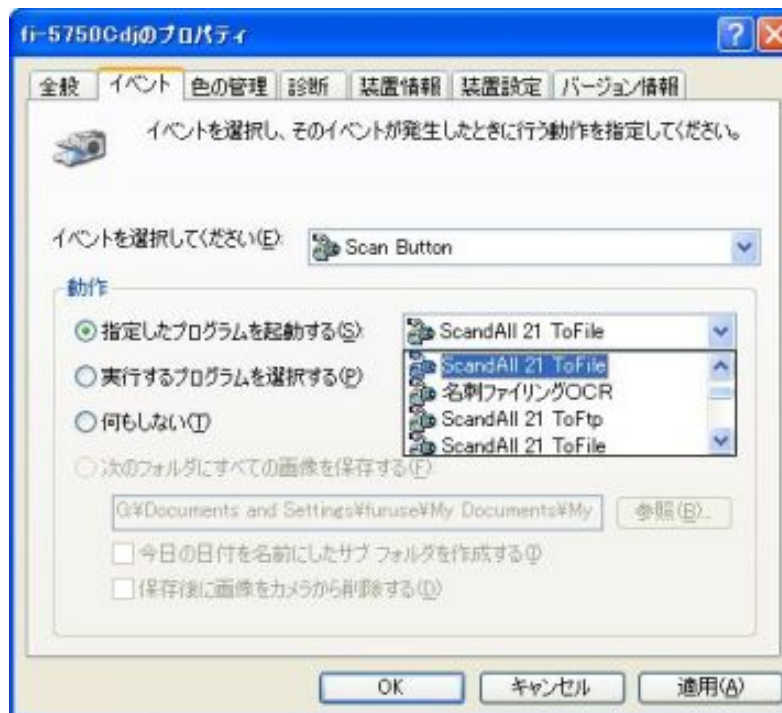 fi-5750Cdjのプロパティ
全般 イベント 色の管理 診断 装置情報 装置設定 バージョン情報
イベントを選択し、そのイベントが発生したときに行う動作を指定してください。
イベントを選択してください(E): Scan Button
動作
指定したプログラムを起動する(S): ScandAll 21 ToFile
ScandAll 21 ToFile
実行するプログラムを選択する(P)
名刺ファイリングOCR
何もしない(T)
ScandAll 21 ToFtp
ScandAll 21 ToFile
次のフォルダにすべての画像を保存する(F):
G:¥Documents and Settings¥furuse¥My Documents¥My 参照(B)...
今日の日付を名前にしたサブ フォルダを作成する(I)
保存後に画像をカメラから削除する(D)
OK キャンセル 適用(A)